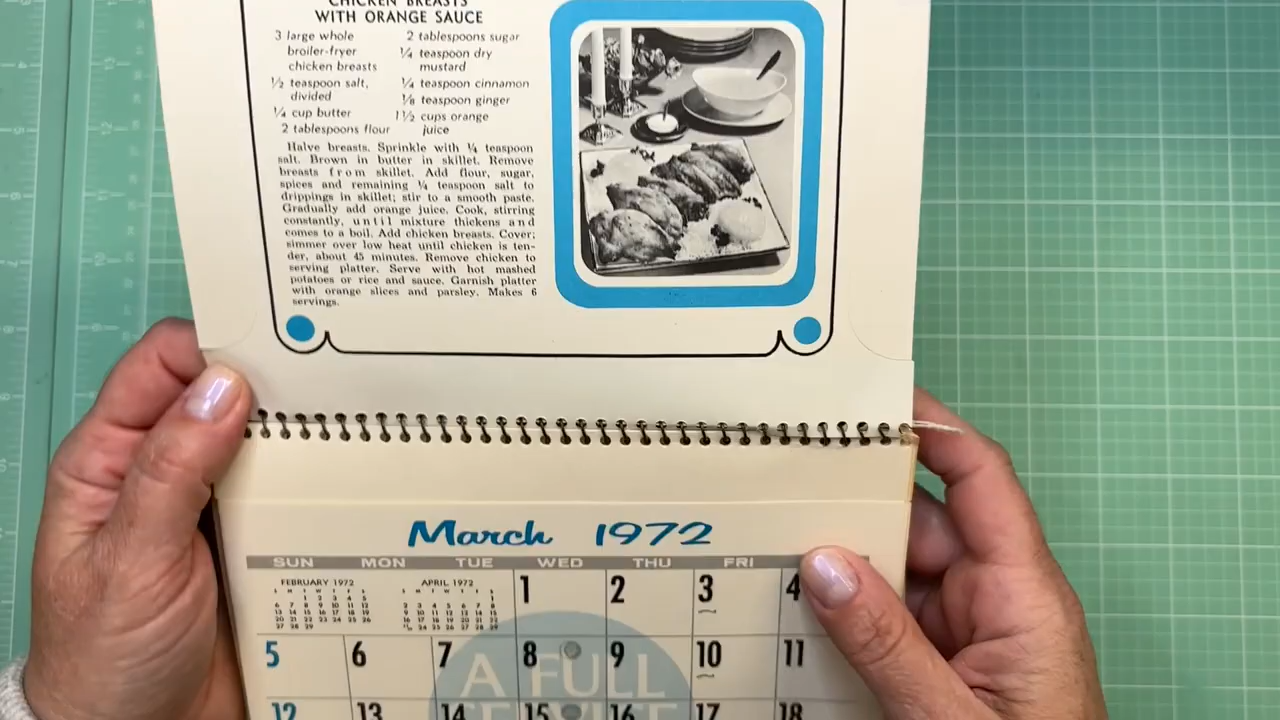 CHICKEN BREASTS
WITH ORANGE SAUCE
3 large whole
broiler-fryer
chicken breasts
½ teaspoon salt,
divided
¼ cup butter
2 tablespoons flour
2 tablespoons sugar
¼ teaspoon dry
mustard
¼ teaspoon cinnamon
⅛ teaspoon ginger
1½ cups orange
juice
Halve breasts. Sprinkle with ¼ teaspoon
salt. Brown in butter in skillet. Remove
breasts from skillet. Add flour, sugar,
spices and remaining ¼ teaspoon salt to
drippings in skillet; stir to a smooth paste.
Gradually add orange juice. Cook, stirring
constantly, until mixture thickens and
comes to a boil. Add chicken breasts. Cover;
simmer over low heat until chicken is ten-
der, about 45 minutes. Remove chicken to
serving platter. Serve with hot mashed
potatoes or rice and sauce. Garnish platter
with orange slices and parsley. Makes 6
servings.
March 1972
SUN MON TUE WED THU FRI
FEBRUARY 1972 APRIL 1972
1 2 3 4
5 6 7 8 9 10 11
A FULL
12 13 14 15 16 17 18
SERVICE